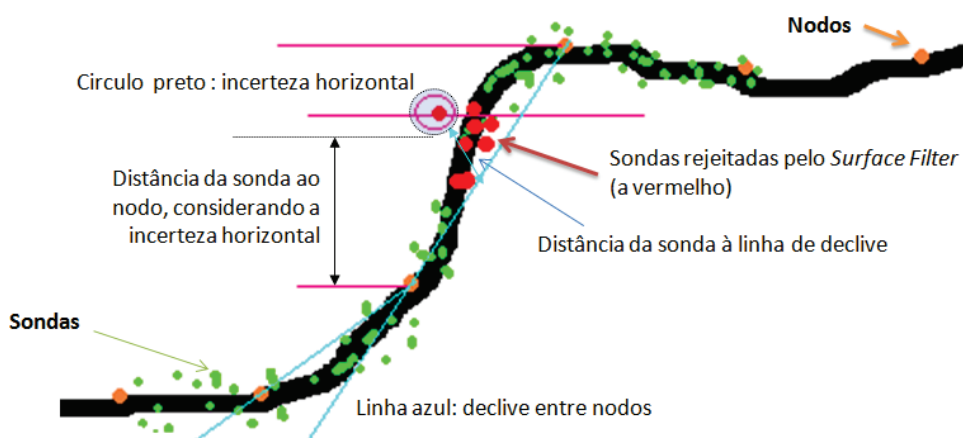 Nodos
Circulo preto : incerteza horizontal
Sondas rejeitadas pelo Surface Filter
(a vermelho)
Distância da sonda ao
nodo, considerando a
incerteza horizontal
Distância da sonda à linha de declive
Sondas
Linha azul: declive entre nodos